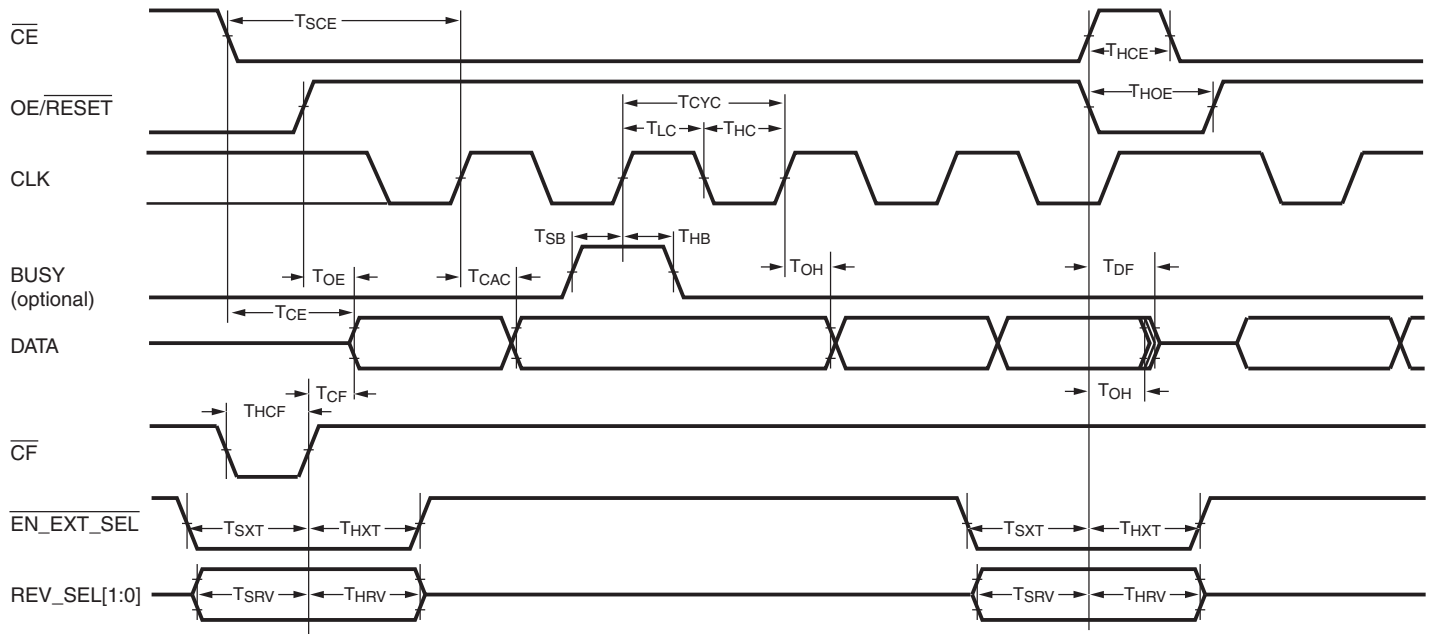 CE
TSCE
THCE
OE/RESET
THOE
TCYC
TLC
THC
CLK
TSB
THB
BUSY
(optional)
TOE
TCAC
TOH
TDF
TCE
DATA
TCF
TOH
THCF
CF
EN_EXT_SEL
TSXT
THXT
TSXT
THXT
REV_SEL[1:0]
TSRV
THRV
TSRV
THRV